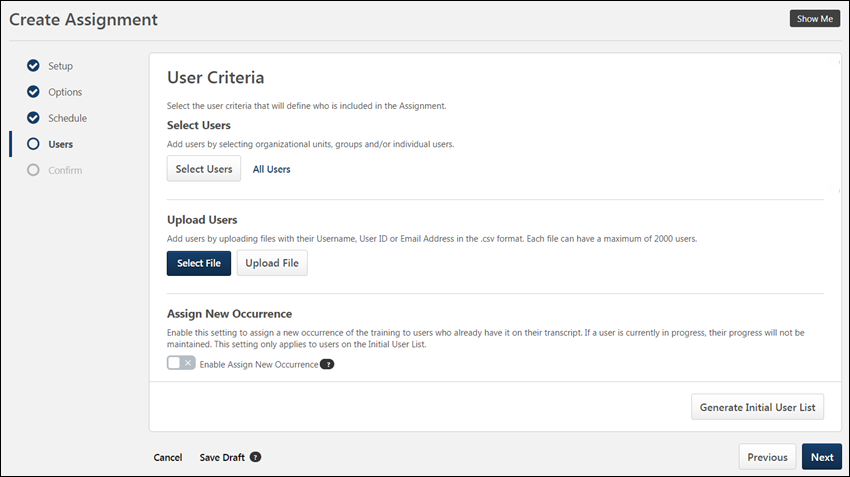 Create Assignment
Show Me
Setup
Options
Schedule
Users
Confirm
User Criteria
Select the user criteria that will define who is included in the Assignment.
Select Users
Add users by selecting organizational units, groups and/or individual users.
Select Users
All Users
Upload Users
Add users by uploading files with their Username, User ID or Email Address in the .csv format. Each file can have a maximum of 2000 users.
Select File
Upload File
Assign New Occurrence
Enable this setting to assign a new occurrence of the training to users who already have it on their transcript. If a user is currently in progress, their progress will not be
maintained. This setting only applies to users on the Initial User List.
Enable Assign New Occurrence ?
Generate Initial User List
Cancel
Save Draft ?
Previous
Next